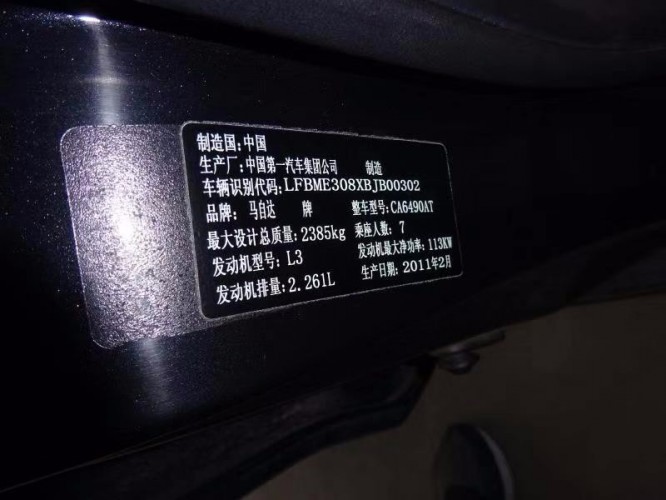 制造国:中国
生产厂:中国第一汽车集团公司 制造
车辆识别代码:LFBME308XBJB00302
品牌: 马自达 牌 整车型号:CA6490AT
最大设计总质量:2385kg 乘座人数:7
发动机型号:L3 发动机最大净功率:113KW
发动机排量:2.261L 生产日期:2011年2月